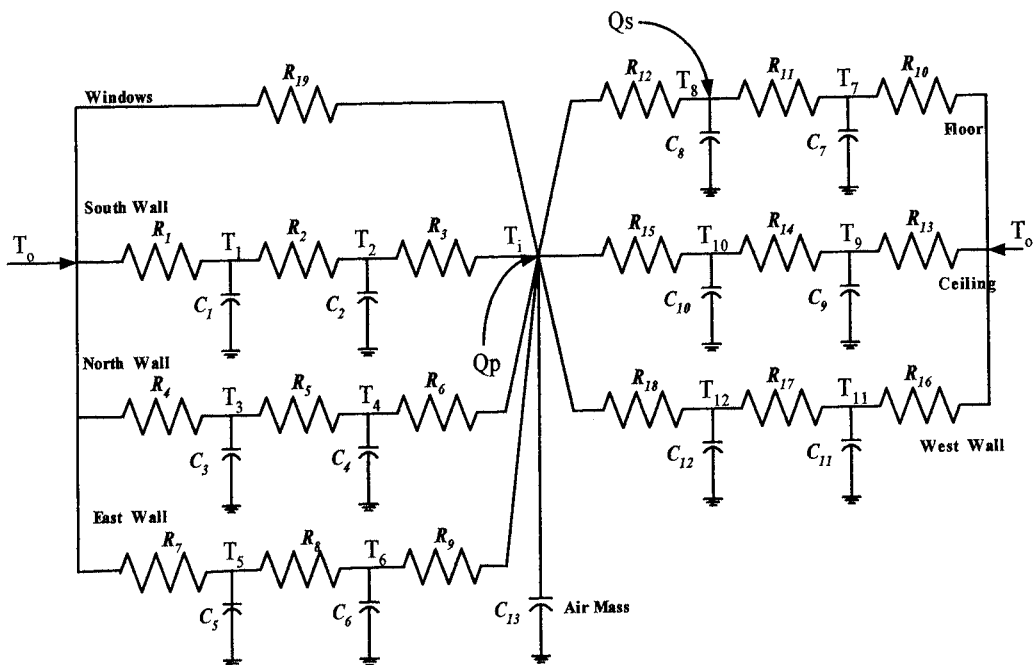 Qs
R19
Windows
R12
T8
R11
T7
R10
C8
C7
Floor
South Wall
To
R1
T1
R2
T2
R3
Ti
R15
T10
R14
T9
R13
To
C1
C2
C10
C9
Ceiling
Qp
North Wall
R4
T3
R5
T4
R6
R18
T12
R17
T11
R16
C3
C4
C12
C11
West Wall
East Wall
R7
T5
R8
T6
R9
C5
C6
C13
Air Mass